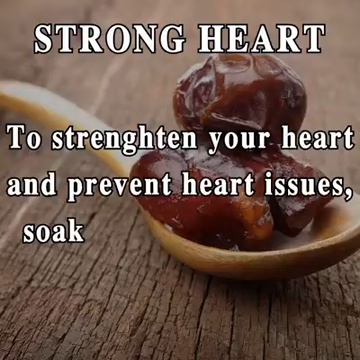 STRONG HEART
To strenghten your heart
and prevent heart issues,
soak